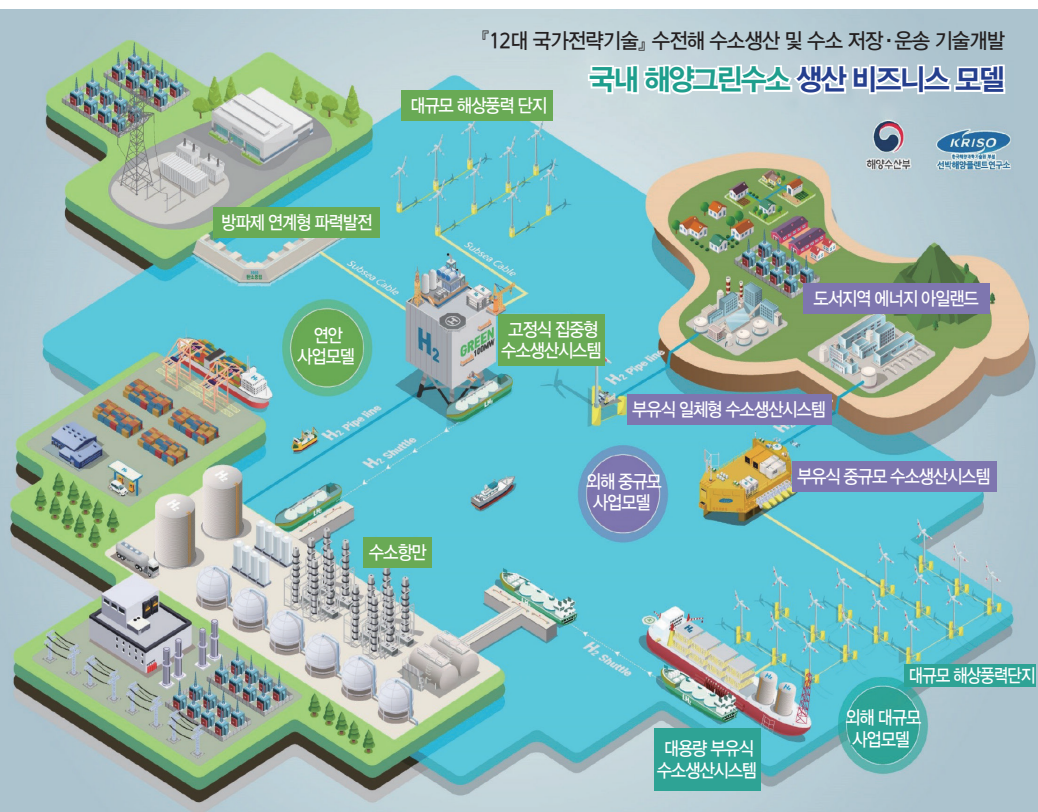 『12대 국가전략기술』 수전해 수소생산 및 수소 저장·운송 기술개발
국내 해양그린수소 생산 비즈니스 모델
해양수산부
KRISO
선박해양플랜트연구소
대규모 해상풍력 단지
방파제 연계형 파력발전
Subsea Cable
Subsea Cable
도서지역 에너지 아일랜드
연안
사업모델
H2
GREEN
100MW
고정식 집중형
수소생산시스템
H2 Pipe line
부유식 일체형 수소생산시스템
H2 Pipe line
H2 Shuttle
외해 중규모
사업모델
부유식 중규모 수소생산시스템
수소항만
H2 Shuttle
대규모 해상풍력단지
외해 대규모
사업모델
대용량 부유식
수소생산시스템